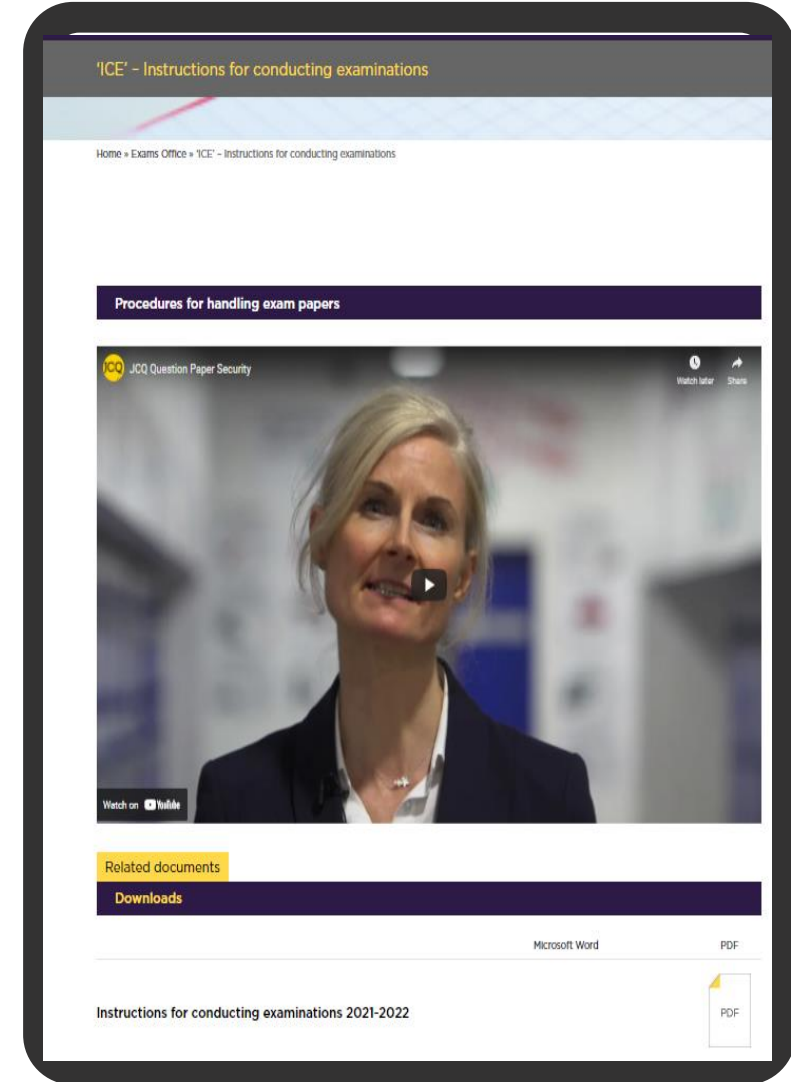 'ICE' – Instructions for conducting examinations
Home » Exams Office » 'ICE' – Instructions for conducting examinations
Procedures for handling exam papers
JCQ JCQ Question Paper Security
Watch later Share
Watch on YouTube
Related documents
Downloads
Microsoft Word PDF
Instructions for conducting examinations 2021-2022 PDF